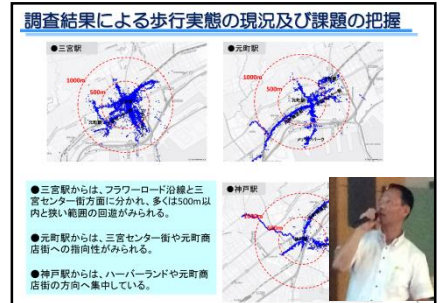 調査結果による歩行実態の現況及び課題の把握
●三宮駅
1000m
500m
元町駅
●元町駅
1000m
500m
元町駅
●三宮駅からは、フラワーロード沿線と三
宮センター街方面に分かれ、多くは500m以
内と狭い範囲の回遊がみられる。
●元町駅からは、三宮センター街や元町商
店街への指向性がみられる。
●神戸駅からは、ハーバーランドや元町商
店街の方向へ集中している。
●神戸駅